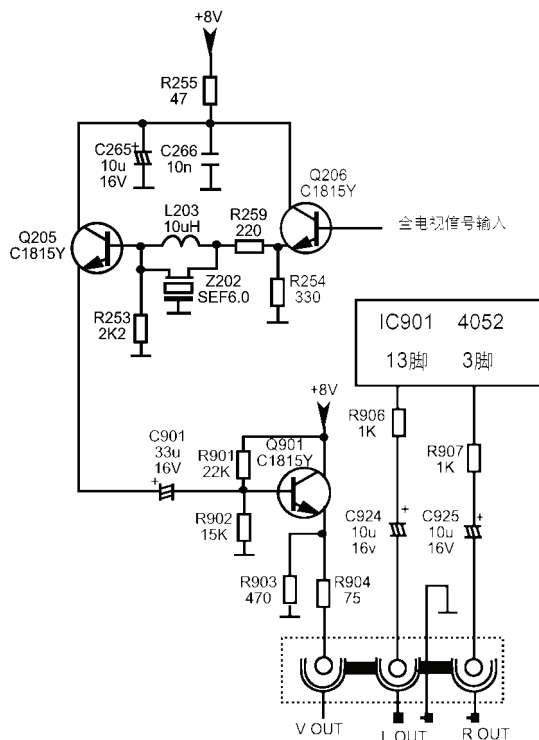 +8V
R255
47
C265+
10u
16V
C266
10n
Q206
C1815Y
L203
10uH
R259
220
全电视信号输入
Q205
C1815Y
Z202
SEF6.0
R254
330
R253
2K2
IC901 4052
13脚 3脚
+8V
R906
1K
C901
33u
16V
+
R901
22K
Q901
C1815Y
R907
1K
R902
15K
C924
10u
16v
+
C925
10u
16V
+
R903
470
R904
75
V OUT
L OUT
R OUT